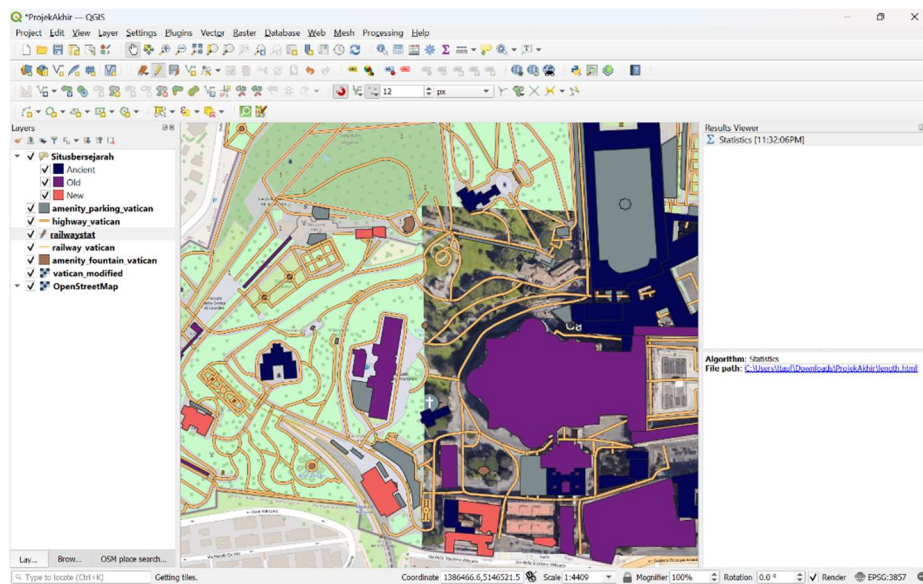 *ProjekAkhir — QGIS
Project Edit View Layer Settings Plugins Vector Raster Database Web Mesh Processing Help
12 px
Layers
Situsbersejarah
Ancient
Old
New
amenity_parking_vatican
highway_vatican
railwaystat
railway_vatican
amenity_fountain_vatican
vatican_modified
OpenStreetMap
Ca
Results Viewer
Statistics [11:32:06PM]
Algorithm: Statistics
File path: C:\Users\ttaul\Downloads\ProjekAkhir\length.html
Lay... Brow... OSM place search...
Type to locate (Ctrl+K) Getting tiles. Coordinate 1386466.6,5146521.5 Scale 1:4409 Magnifier 100% Rotation 0.0 ° Render EPSG:3857